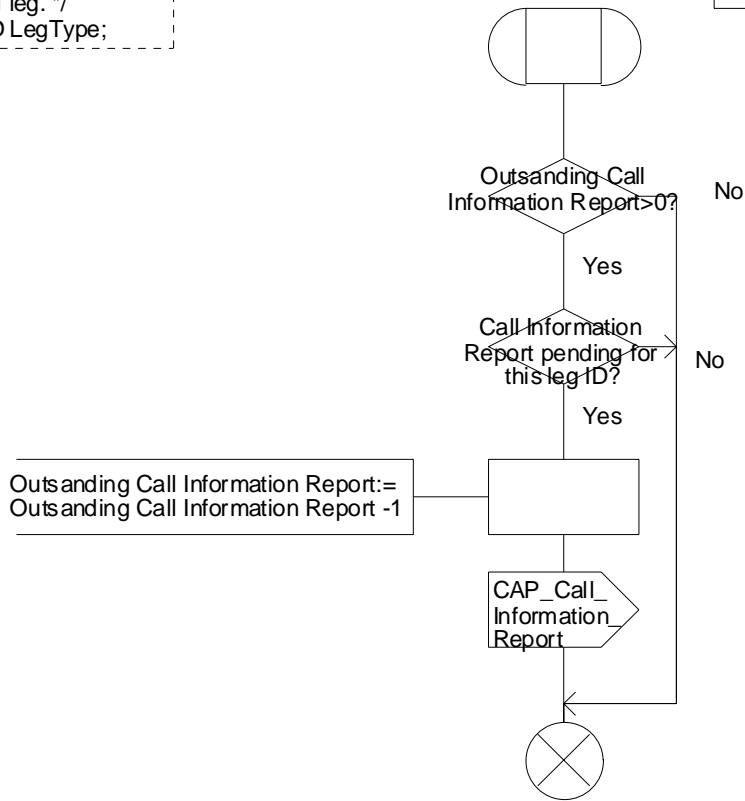 leg. */
LegType;
Outsanding Call
Information Report>0?
No
Yes
Call Information
Report pending for
this leg ID?
No
Yes
Outsanding Call Information Report:=
Outsanding Call Information Report -1
CAP_Call_
Information_
Report